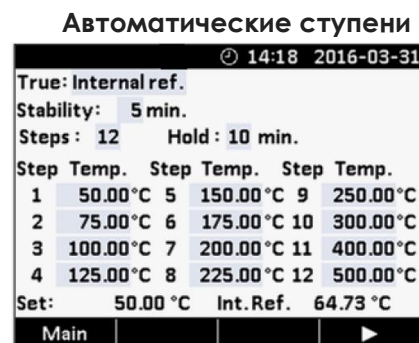 Автоматические ступени
14:18 2016-03-31
True: Internal ref.
Stability: 5 min.
Steps : 12 Hold : 10 min.
Step Temp. Step Temp. Step Temp.
1 50.00°C 5 150.00°C 9 250.00°C
2 75.00°C 6 175.00°C 10 300.00°C
3 100.00°C 7 200.00°C 11 400.00°C
4 125.00°C 8 225.00°C 12 500.00°C
Set: 50.00 °C Int.Ref. 64.73 °C
Main ▶